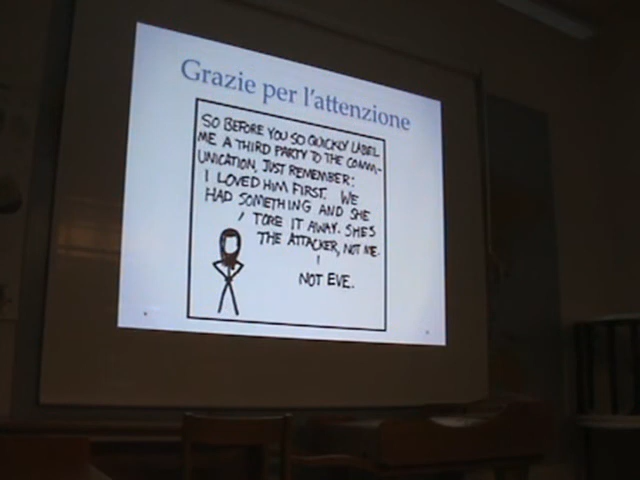 Grazie per l'attenzione
SO BEFORE YOU SO QUICKLY LABEL
ME A THIRD PARTY TO THE COMM-
UNICATION, JUST REMEMBER:
I LOVED HIM FIRST. WE
HAD SOMETHING AND SHE
TORE IT AWAY. SHE'S
THE ATTACKER, NOT ME.
NOT EVE.